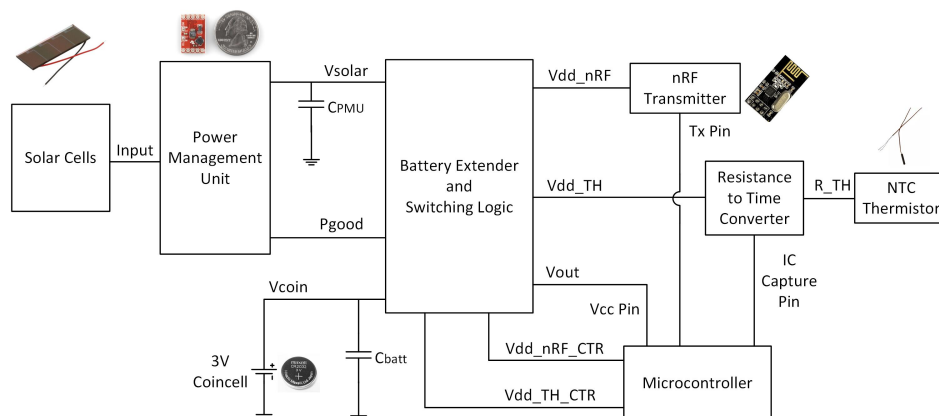 Solar Cells
Input
Power
Management
Unit
Vsolar
CPMU
Pgood
Vcoin
3V
Coincell
Cbatt
Battery Extender
and
Switching Logic
Vdd_nRF
nRF
Transmitter
Tx Pin
Vdd_TH
Resistance
to Time
Converter
R_TH
NTC
Thermistor
Vout
Vcc Pin
IC
Capture
Pin
Vdd_nRF_CTR
Vdd_TH_CTR
Microcontroller